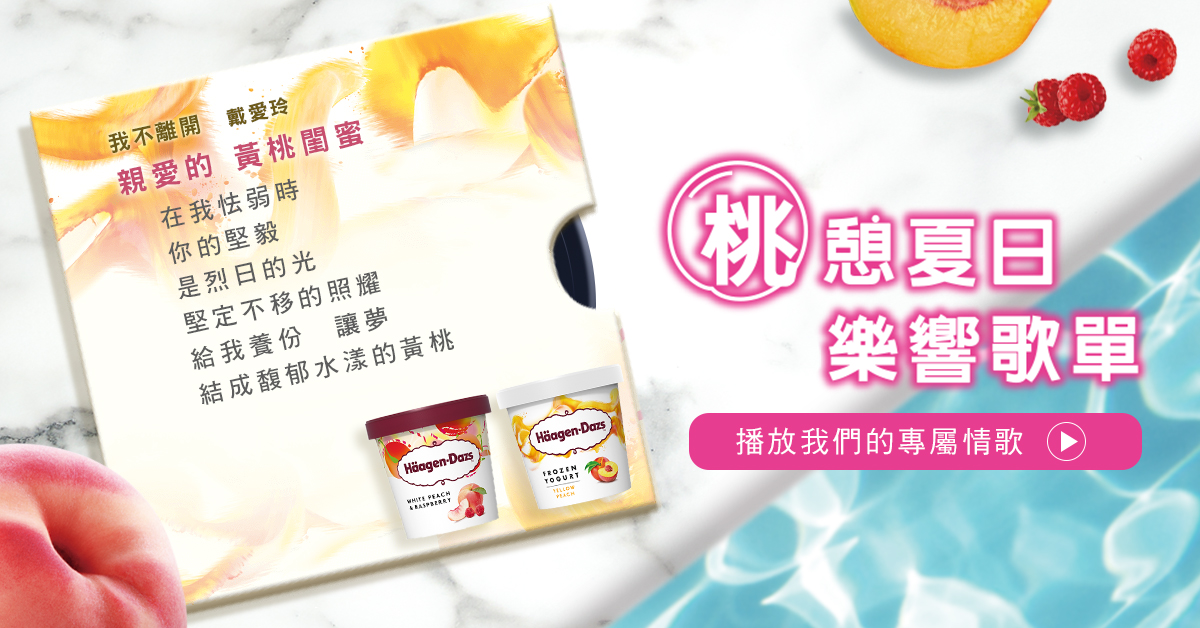 我不離開 戴愛玲
親愛的 黃桃閨蜜
在我怯弱時
你的堅毅
是烈日的光
堅定不移的照耀
給我養份 讓夢
結成馥郁水漾的黃桃
Häagen-Dazs
WHITE PEACH
& RASPBERRY
Häagen-Dazs
FROZEN
YOGURT
YELLOW
PEACH
桃憩夏日
樂響歌單
播放我們的專屬情歌